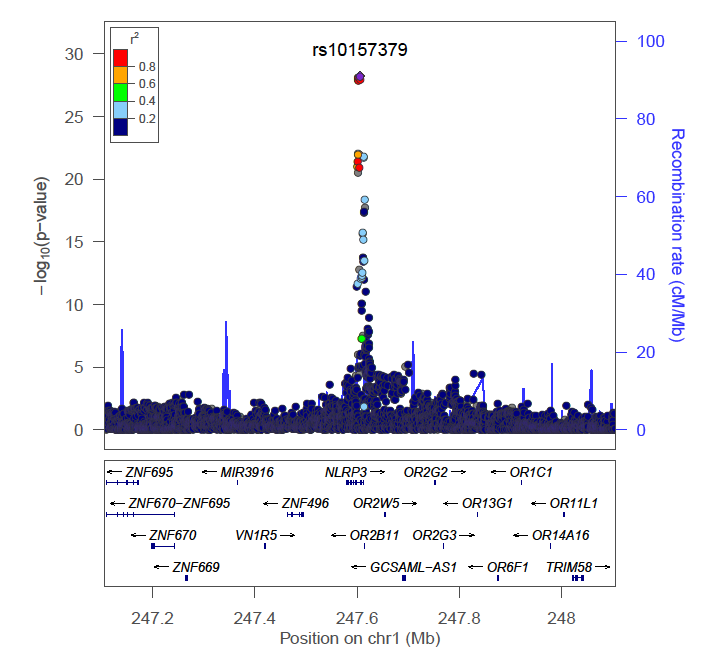 rs10157379
r2
0.8
0.6
0.4
0.2
30
25
20
15
10
5
0
−log10(p−value)
100
80
60
40
20
0
Recombination rate (cM/Mb)
ZNF695 MIR3916 NLRP3 OR2G2 OR1C1
ZNF670−ZNF695 ZNF496 OR2W5 OR13G1 OR11L1
ZNF670 VN1R5 OR2B11 OR2G3 OR14A16
ZNF669 GCSAML−AS1 OR6F1 TRIM58
247.2 247.4 247.6 247.8 248
Position on chr1 (Mb)